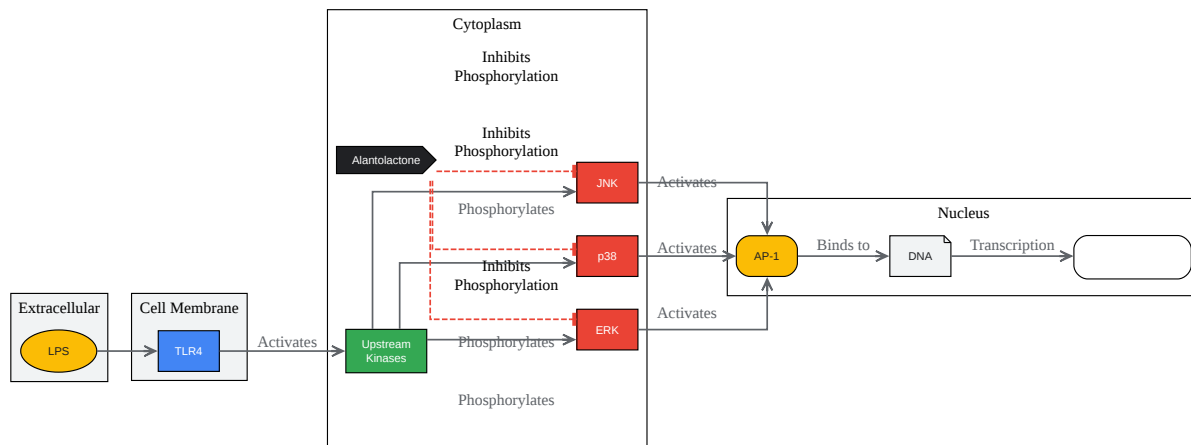 Cytoplasm
Inhibits
Phosphorylation
Inhibits
Phosphorylation
Alantolactone
JNK
Activates
Phosphorylates
Nucleus
p38
Activates
AP-1
Binds to
DNA
Transcription
Inhibits
Phosphorylation
Extracellular
Cell Membrane
LPS
TLR4
Activates
Upstream
Kinases
Phosphorylates
ERK
Activates
Phosphorylates